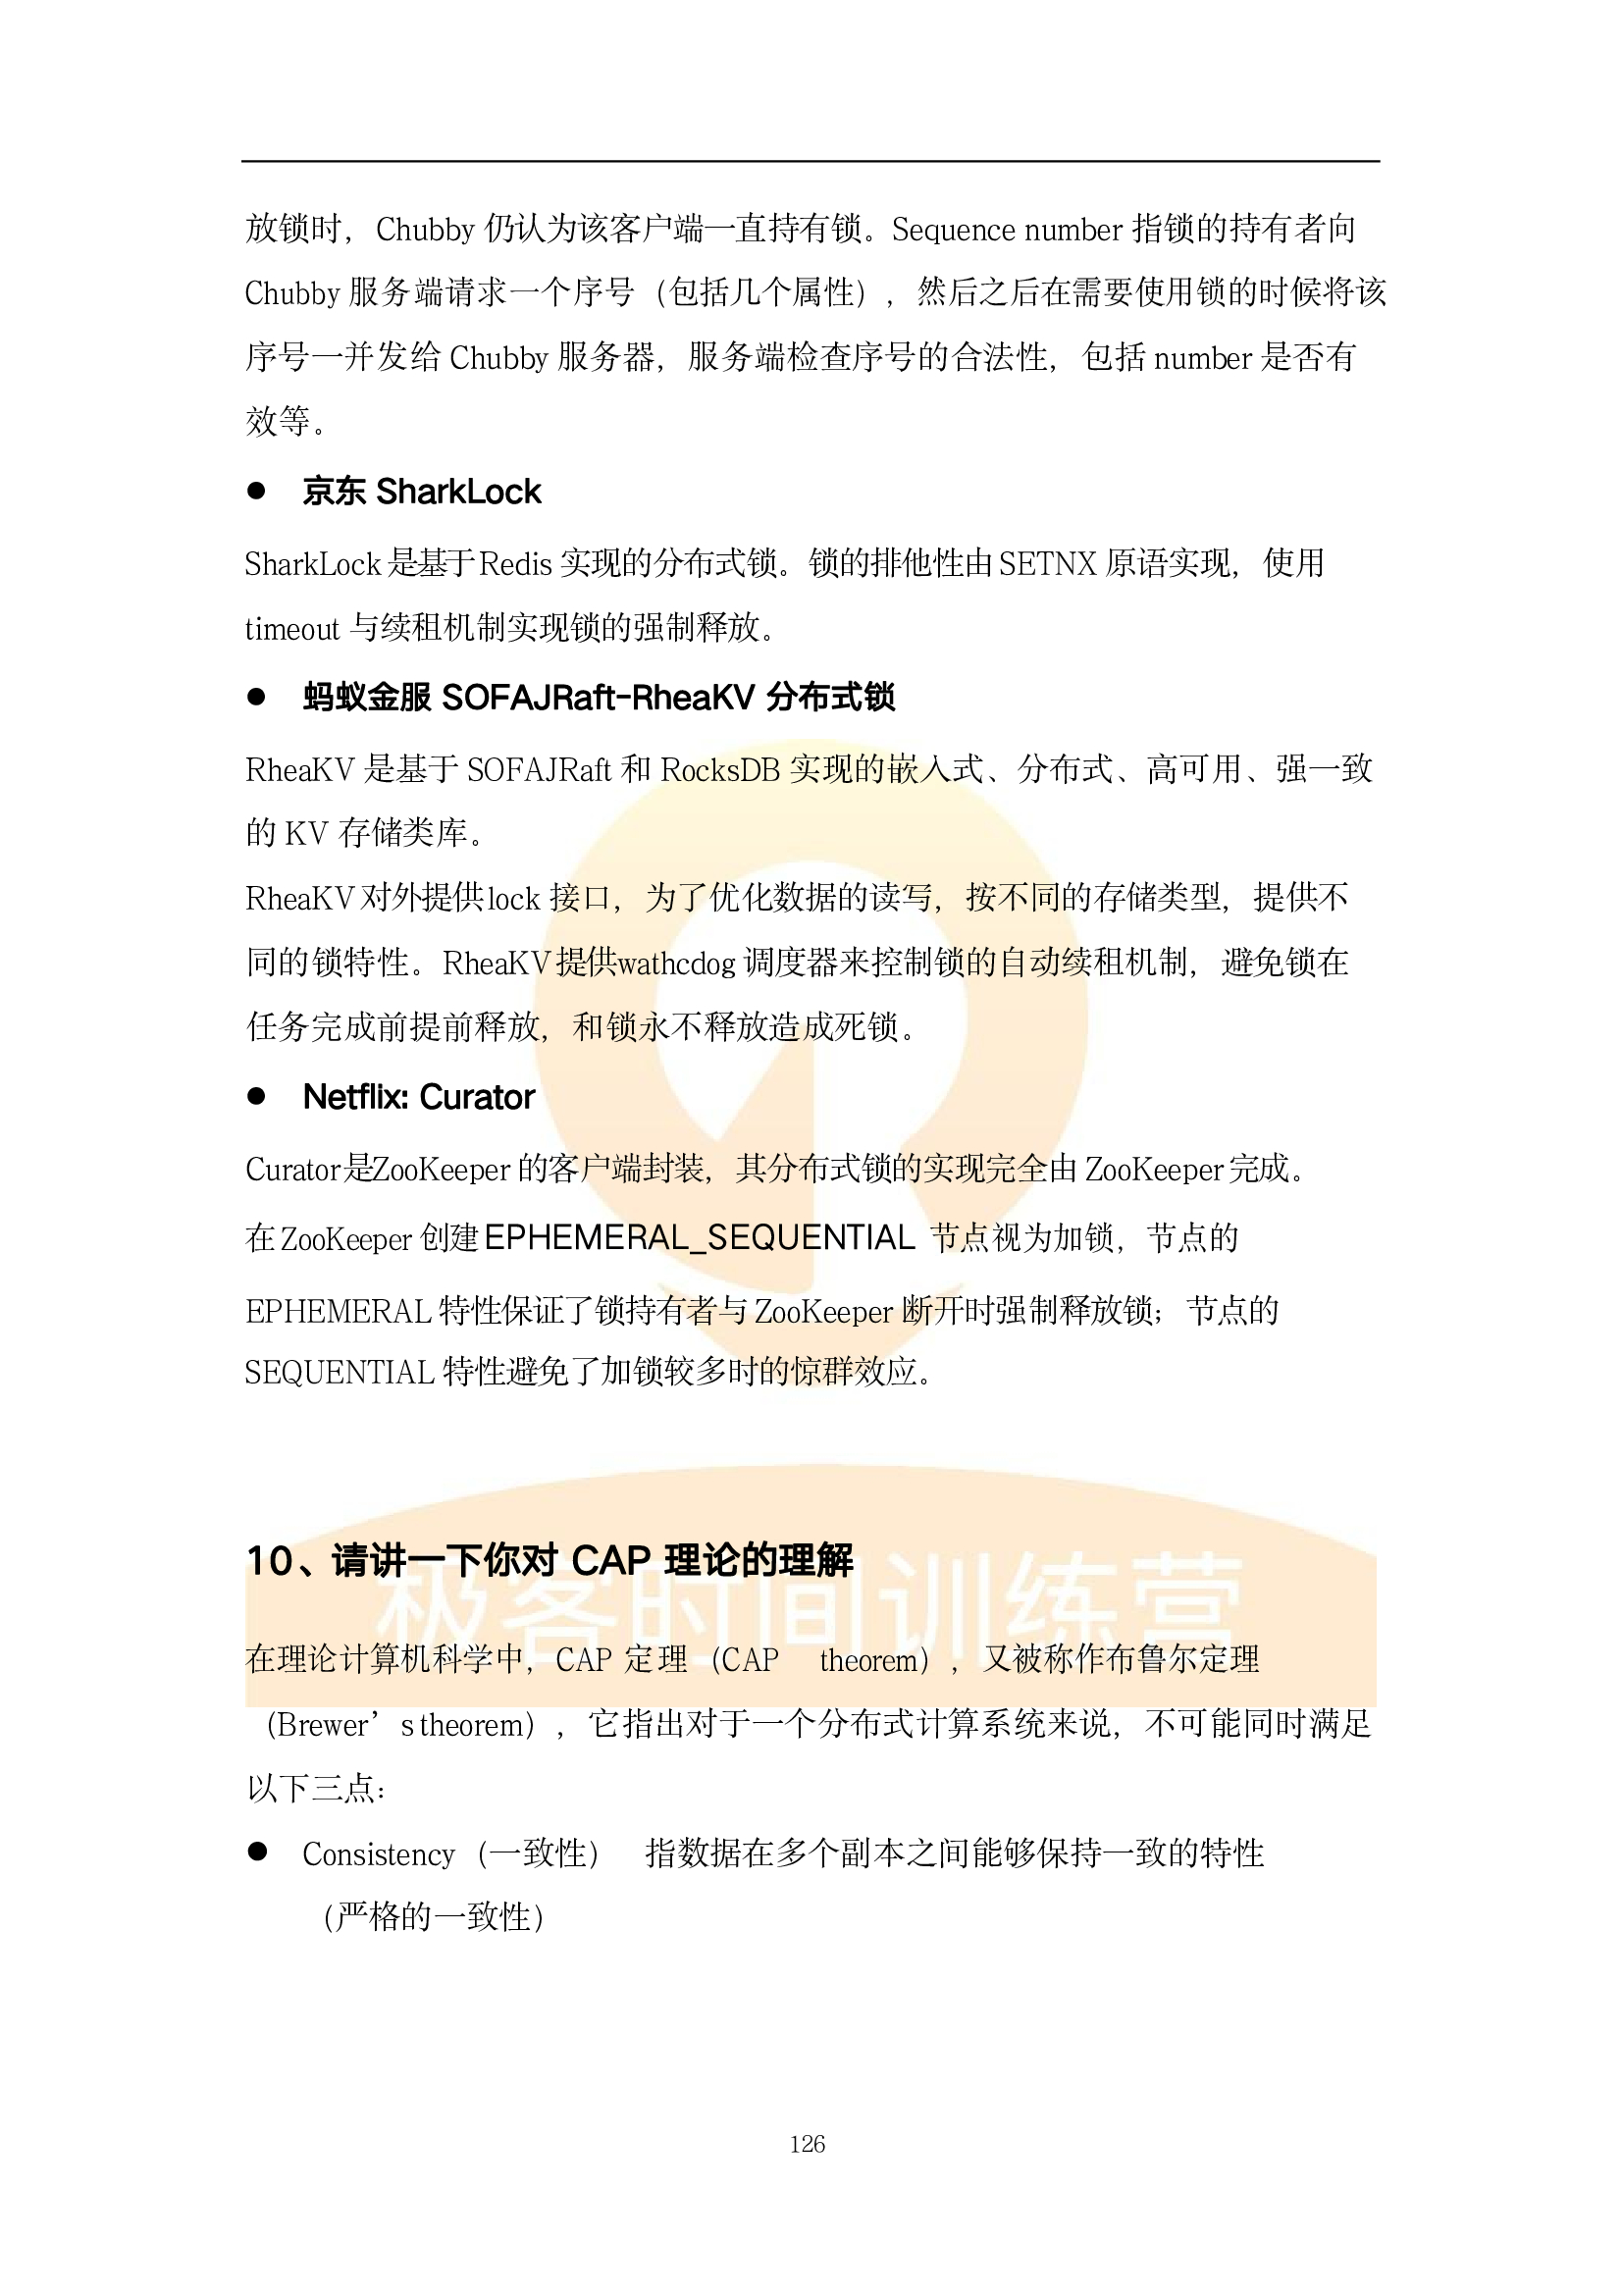 放锁时，Chubby 仍认为该客户端一直持有锁。Sequence number 指锁的持有者向
Chubby 服务端请求一个序号（包括几个属性），然后之后在需要使用锁的时候将该
序号一并发给 Chubby 服务器，服务端检查序号的合法性，包括 number 是否有
效等。
● 京东 SharkLock
SharkLock 是基于 Redis 实现的分布式锁。锁的排他性由 SETNX 原语实现，使用
timeout 与续租机制实现锁的强制释放。
● 蚂蚁金服 SOFAJRaft-RheaKV 分布式锁
RheaKV 是基于 SOFAJRaft 和 RocksDB 实现的嵌入式、分布式、高可用、强一致
的 KV 存储类库。
RheaKV 对外提供 lock 接口，为了优化数据的读写，按不同的存储类型，提供不
同的锁特性。RheaKV 提供 wathcdog 调度器来控制锁的自动续租机制，避免锁在
任务完成前提前释放，和锁永不释放造成死锁。
● Netflix: Curator
Curator 是 ZooKeeper 的客户端封装，其分布式锁的实现完全由 ZooKeeper 完成。
在 ZooKeeper 创建 EPHEMERAL_SEQUENTIAL 节点视为加锁，节点的
EPHEMERAL 特性保证了锁持有者与 ZooKeeper 断开时强制释放锁；节点的
SEQUENTIAL 特性避免了加锁较多时的惊群效应。
10、请讲一下你对 CAP 理论的理解
极客时间训练营
在理论计算机科学中，CAP 定理（CAP theorem），又被称作布鲁尔定理
（Brewer’s theorem），它指出对于一个分布式计算系统来说，不可能同时满足
以下三点：
● Consistency（一致性） 指数据在多个副本之间能够保持一致的特性
（严格的一致性）
126